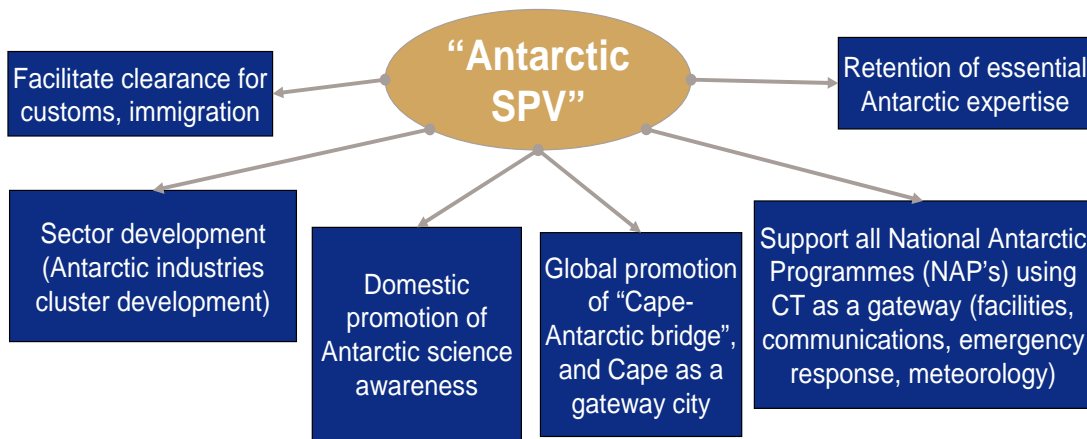 “Antarctic
SPV”
Facilitate clearance for
customs, immigration
Retention of essential
Antarctic expertise
Sector development
(Antarctic industries
cluster development)
Domestic
promotion of
Antarctic science
awareness
Global promotion
of “Cape-
Antarctic bridge”,
and Cape as a
gateway city
Support all National Antarctic
Programmes (NAP’s) using
CT as a gateway (facilities,
communications, emergency
response, meteorology)